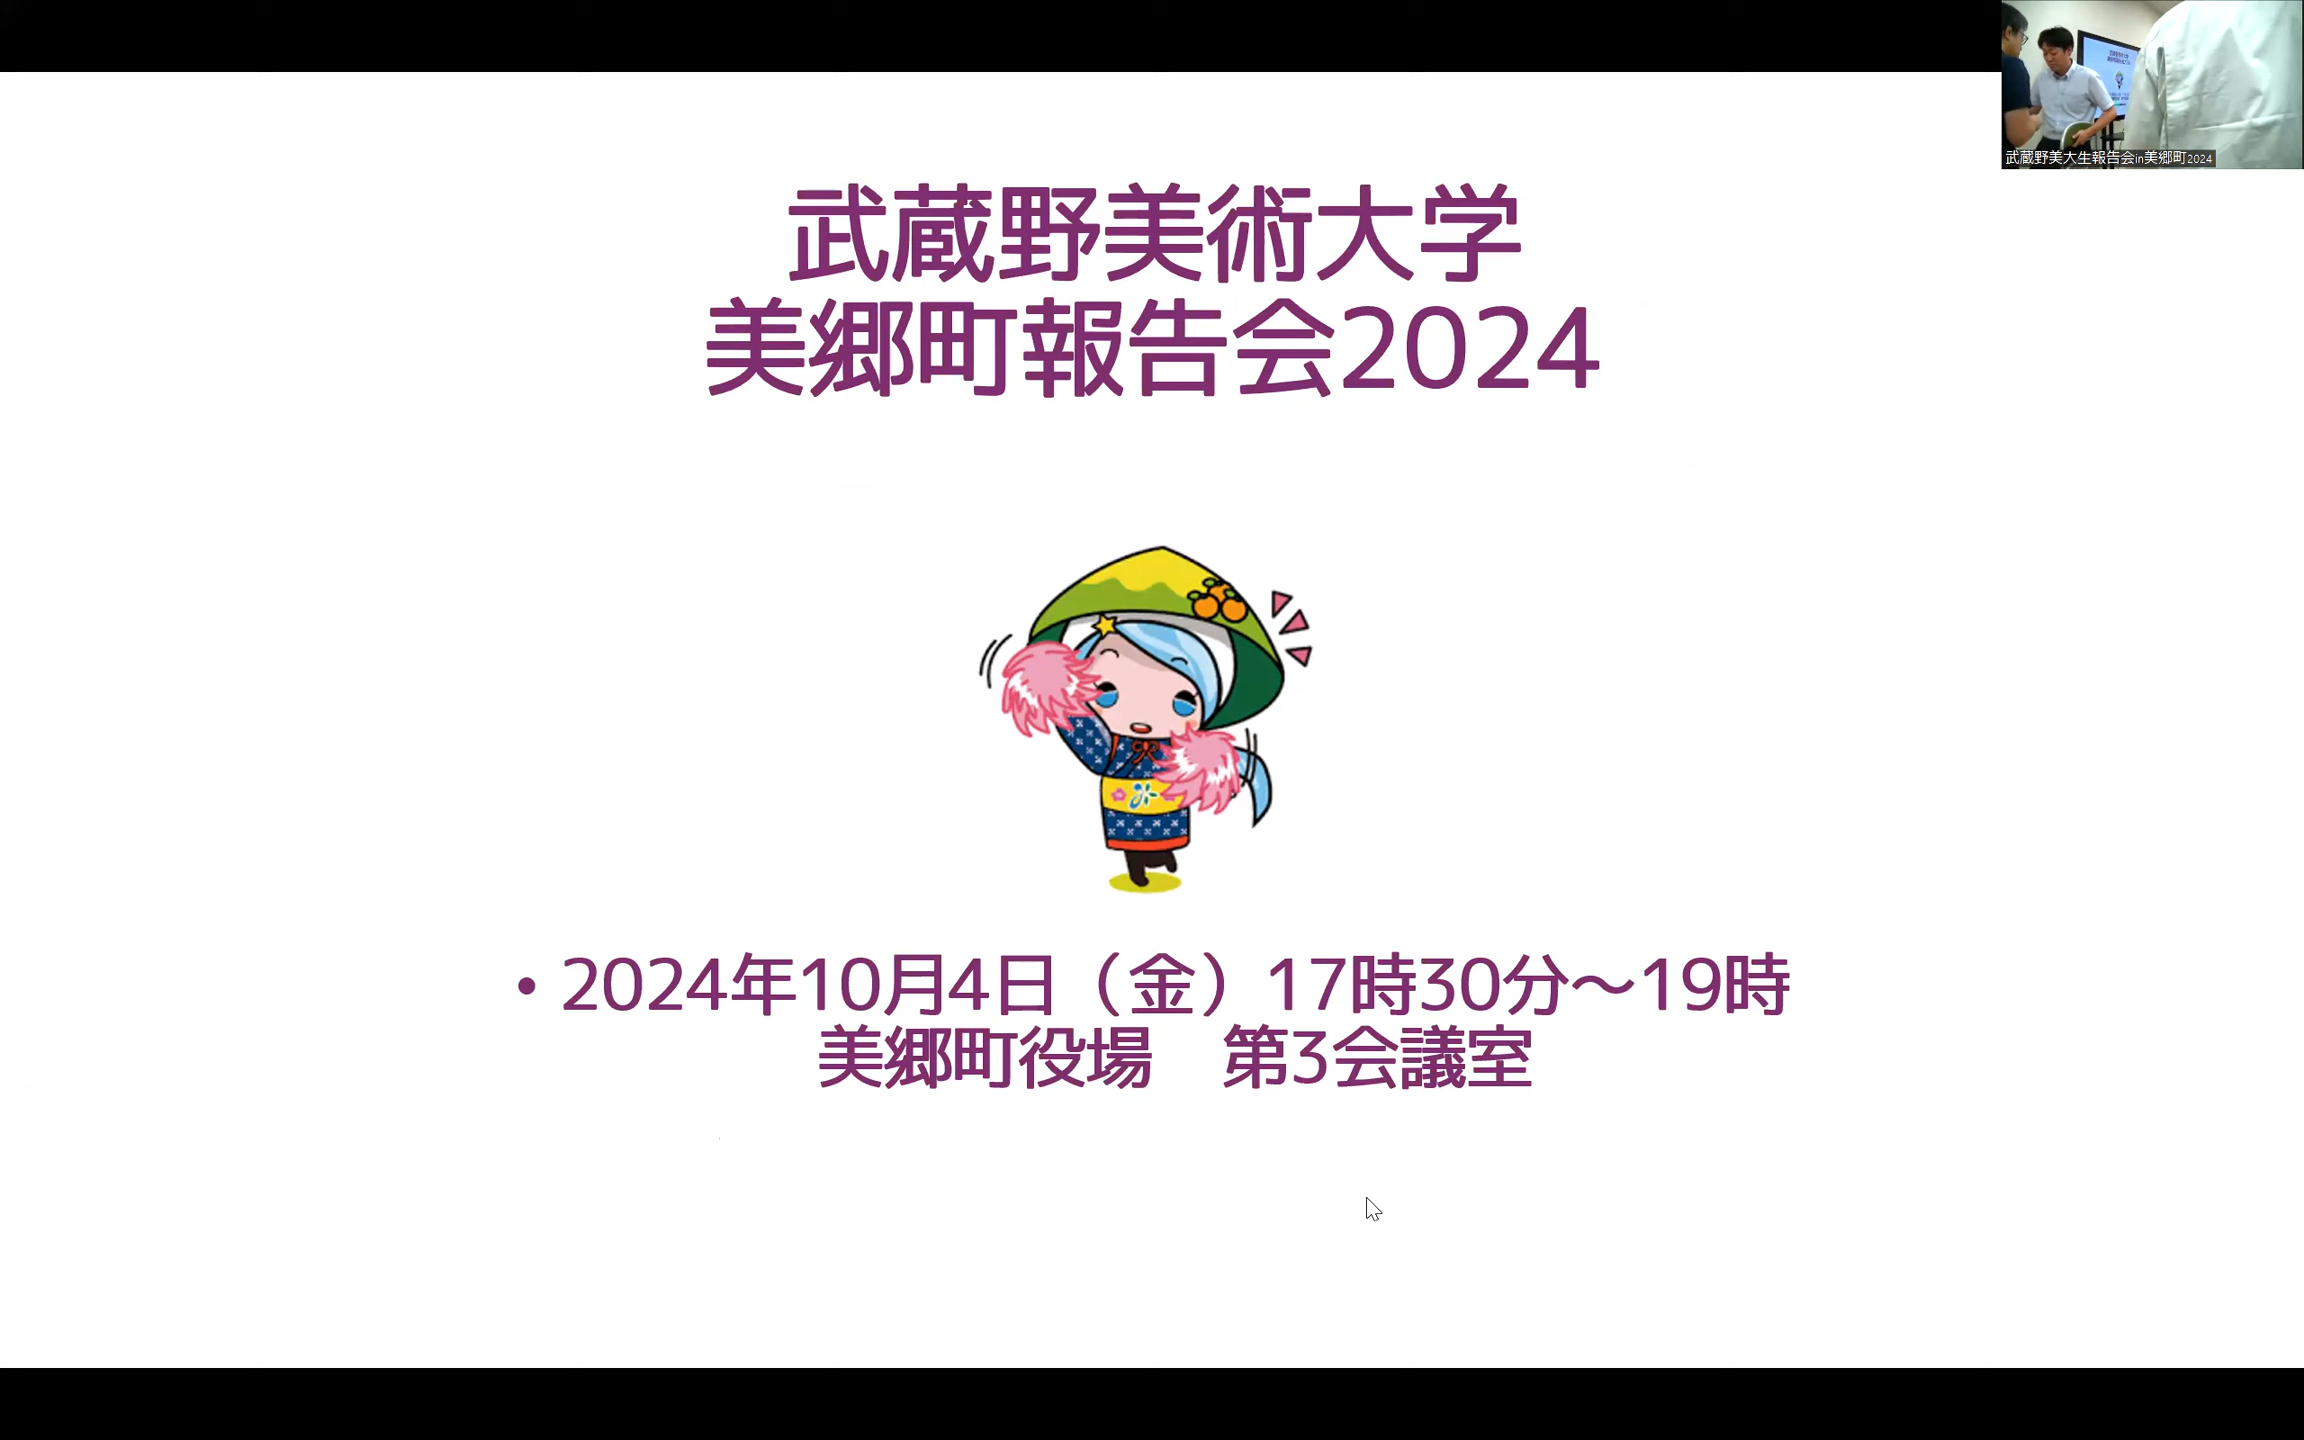 武蔵野美術大学
美郷町報告会2024
• 2024年10月4日（金）17時30分～19時
美郷町役場　第3会議室
武蔵野美大生報告会in美郷町2024